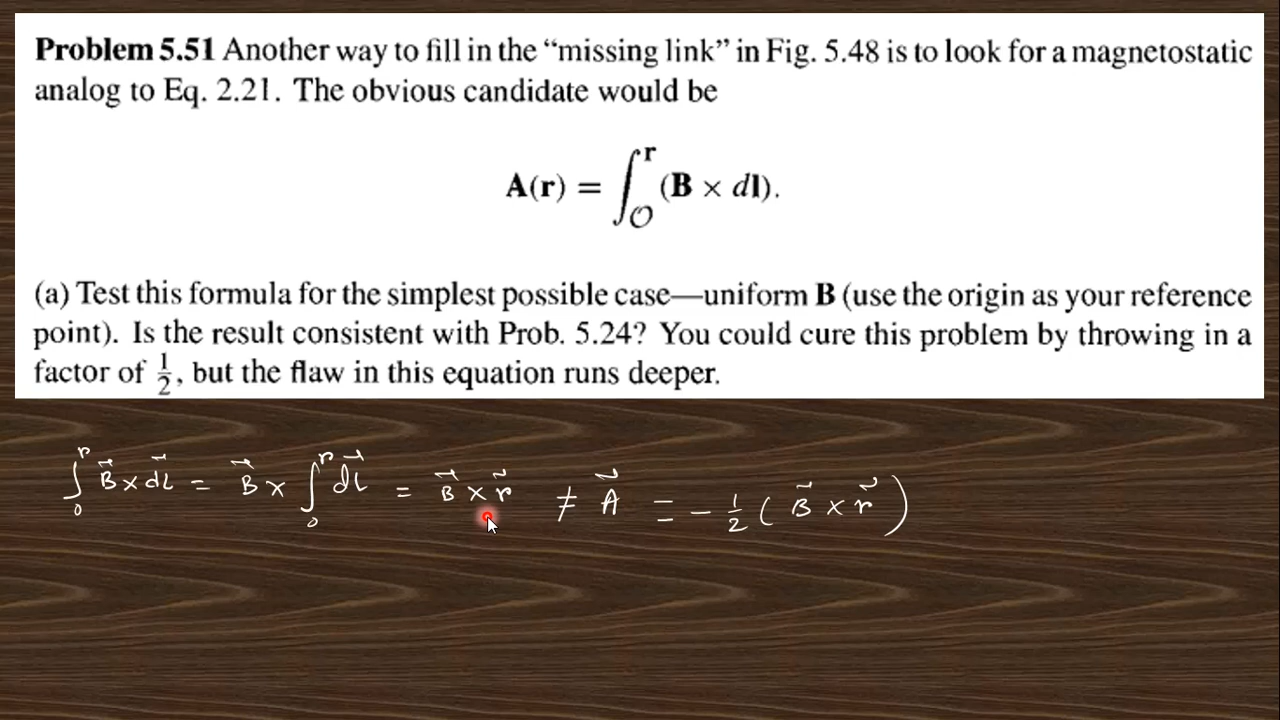 Problem 5.51 Another way to fill in the “missing link” in Fig. 5.48 is to look for a magnetostatic
analog to Eq. 2.21. The obvious candidate would be
A(r) = ∫_𝒪^r (B × dl).
(a) Test this formula for the simplest possible case—uniform B (use the origin as your reference
point). Is the result consistent with Prob. 5.24? You could cure this problem by throwing in a
factor of ½, but the flaw in this equation runs deeper.
∫₀^r B⃗ × dl⃗ = B⃗ × ∫₀^r dl⃗ = B⃗ × r⃗ ≠ A⃗ = − ½ ( B⃗ × r⃗ )